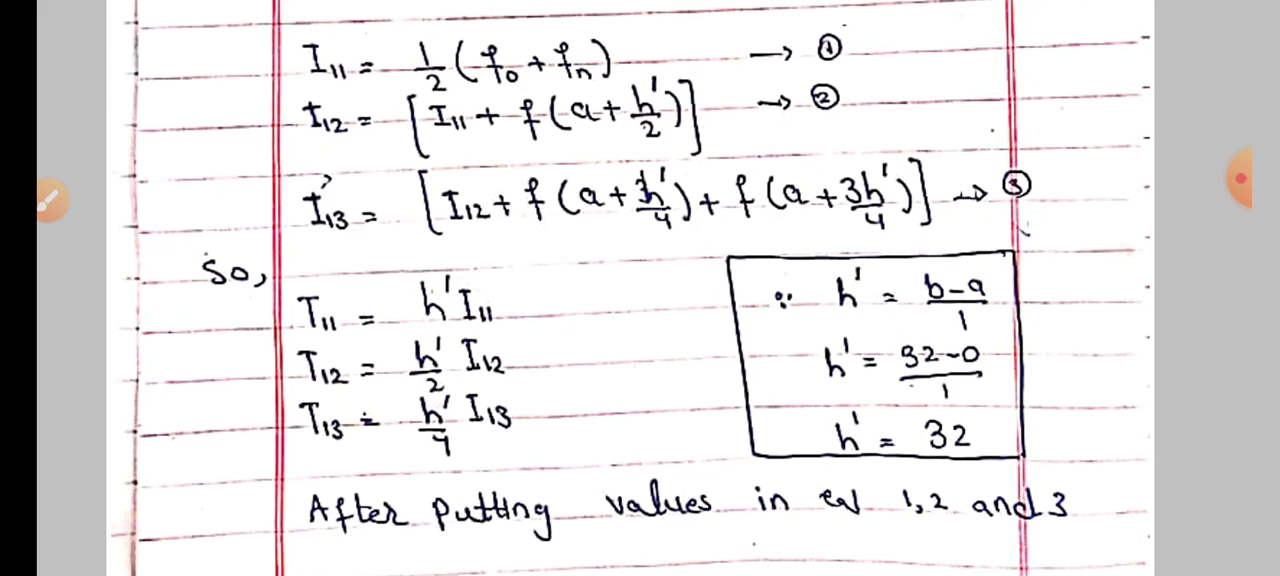 I₁₁ = 1/2 (f₀ + fₙ) → ①
I₁₂ = [I₁₁ + f(a + h'/2)] → ②
I₁₃ = [I₁₂ + f(a + h'/4) + f(a + 3h'/4)] → ③
So,
T₁₁ = h' I₁₁
T₁₂ = h'/2 I₁₂
T₁₃ = h'/4 I₁₃
∵ h' = b-a/1
h' = 32-0/1
h' = 32
After putting values in eq 1,2 and 3